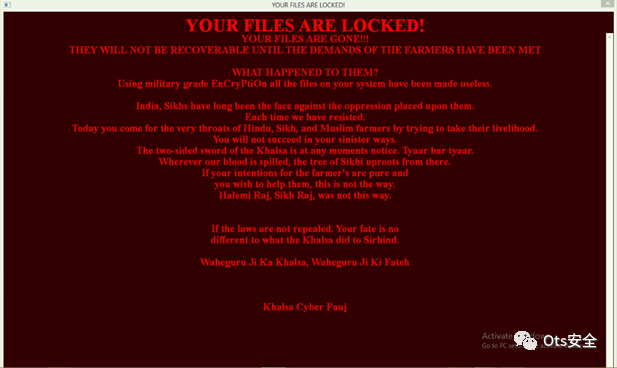 YOUR FILES ARE LOCKED!
YOUR FILES ARE LOCKED!
YOUR FILES ARE GONE!!!
THEY WILL NOT BE RECOVERABLE UNTIL THE DEMANDS OF THE FARMERS HAVE BEEN MET
WHAT HAPPENED TO THEM?
Using military grade EnCryPtiOn all the files on your system have been made useless.
India, Sikhs have long been the face against the oppression placed upon them.
Each time we have resisted.
Today you come for the very throats of Hindu, Sikh, and Muslim farmers by trying to take their livelihood.
You will not succeed in your sinister ways.
The two-sided sword of the Khalsa is at any moments notice. Tyaar bar tyaar.
Wherever our blood is spilled, the tree of Sikhi uproots from there.
If your intentions for the farmer's are pure and
you wish to help them, this is not the way.
Halemi Raj, Sikh Raj, was not this way.
If the laws are not repealed. Your fate is no
different to what the Khalsa did to Sirhind.
Waheguru Ji Ka Khalsa, Waheguru Ji Ki Fateh
Khalsa Cyber Fauj
Activate Windows
Go to PC
Ots安全